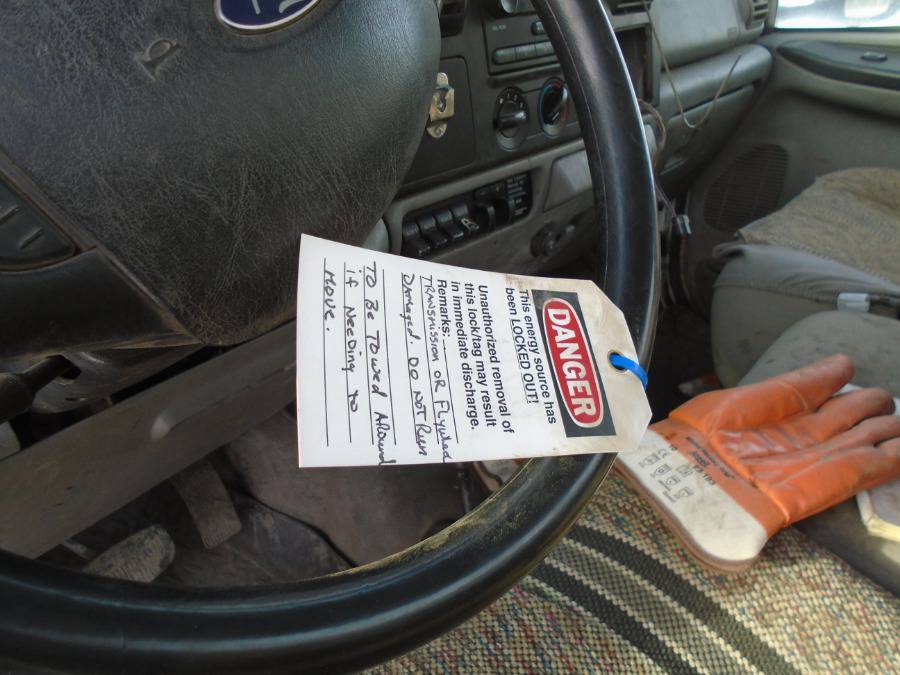 DANGER
This energy source has
been LOCKED OUT!
Unauthorized removal of
this lock/tag may result
in immediate discharge.
Remarks:
TRANSMISSION OR Flywheel
Damaged. DO NOT Run
TO BE TOWED AROUND
if Needing to
MOVE.